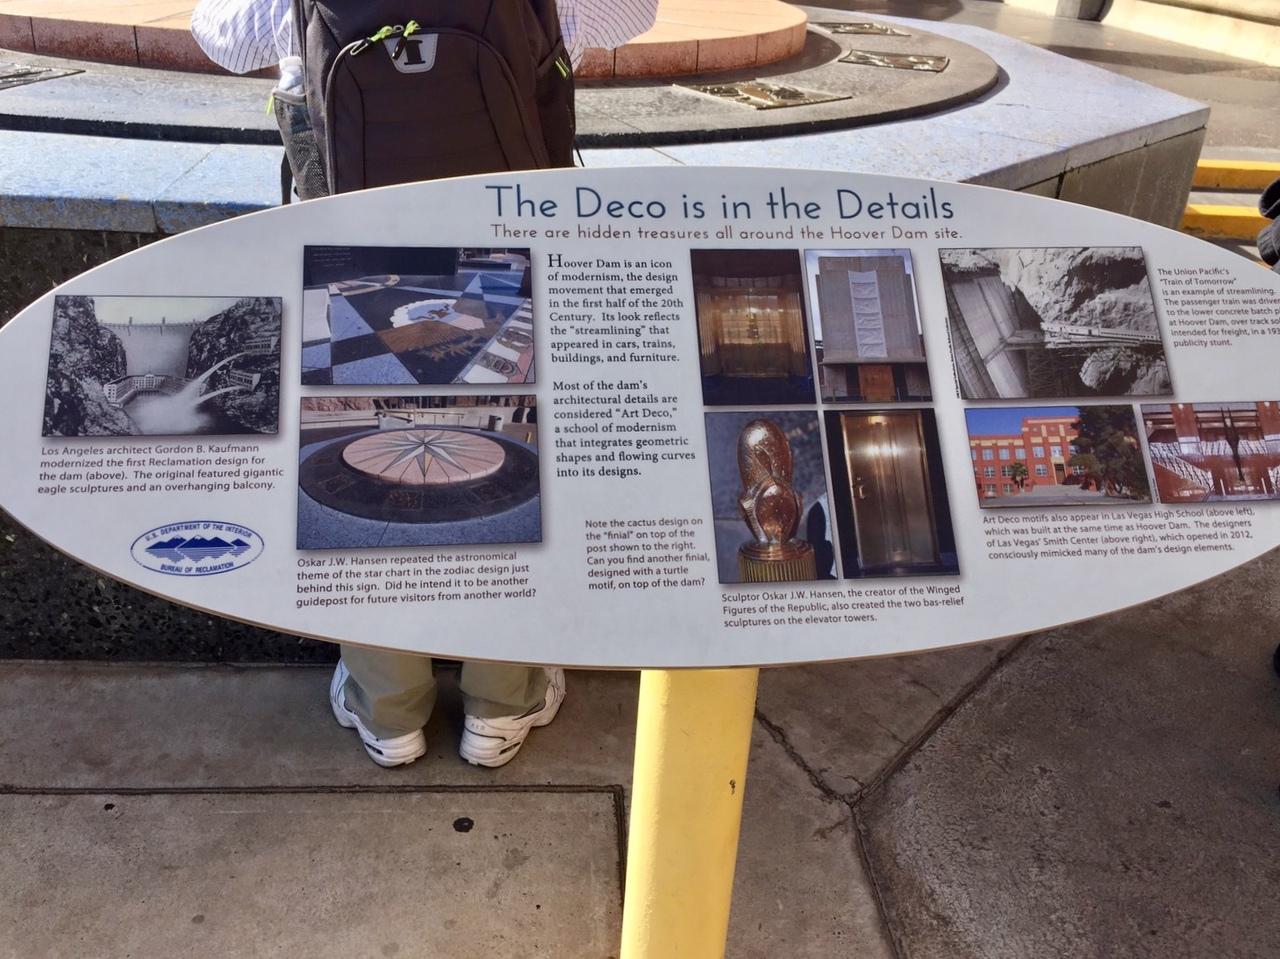 The Deco is in the Details
There are hidden treasures all around the Hoover Dam site.
Los Angeles architect Gordon B. Kaufmann
modernized the first Reclamation design for
the dam (above). The original featured gigantic
eagle sculptures and an overhanging balcony.
U.S. DEPARTMENT OF THE INTERIOR
BUREAU OF RECLAMATION
Oskar J.W. Hansen repeated the astronomical
theme of the star chart in the zodiac design just
behind this sign. Did he intend it to be another
guidepost for future visitors from another world?
Hoover Dam is an icon
of modernism, the design
movement that emerged
in the first half of the 20th
Century. Its look reflects
the "streamlining" that
appeared in cars, trains,
buildings, and furniture.
Most of the dam's
architectural details are
considered "Art Deco,"
a school of modernism
that integrates geometric
shapes and flowing curves
into its designs.
Note the cactus design on
top of the "finial" on top of the
post shown to the right.
Can you find another finial,
designed with a turtle
motif, on top of the dam?
Sculptor Oskar J.W. Hansen, the creator of the Winged
Figures of the Republic, also created the two bas-relief
sculptures on the elevator towers.
The Union Pacific's
"Train of Tomorrow"
is an example of streamlining.
The passenger train was drive
to the lower concrete batch p
at Hoover Dam, over track so
intended for freight, in a 193
publicity stunt.
Art Deco motifs also appear in Las Vegas High School (above left),
which was built at the same time as Hoover Dam. The designers
of Las Vegas' Smith Center (above right), which opened in 2012,
consciously mimicked many of the dam's design elements.